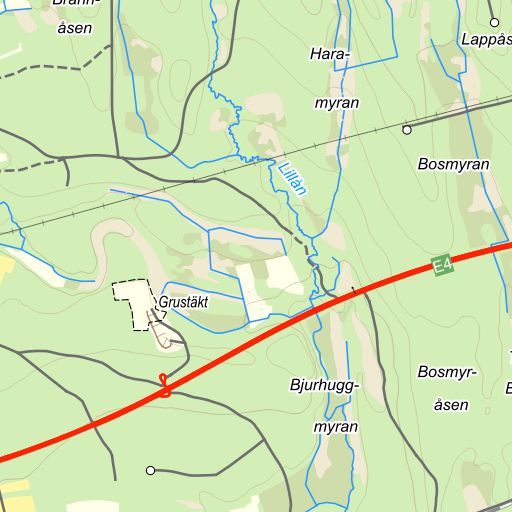 Brann-
åsen
Lappås
Hara-
myran
Bosmyran
Lillån
E4
Grustäkt
Bjurhugg-
myran
Bosmyr-
åsen